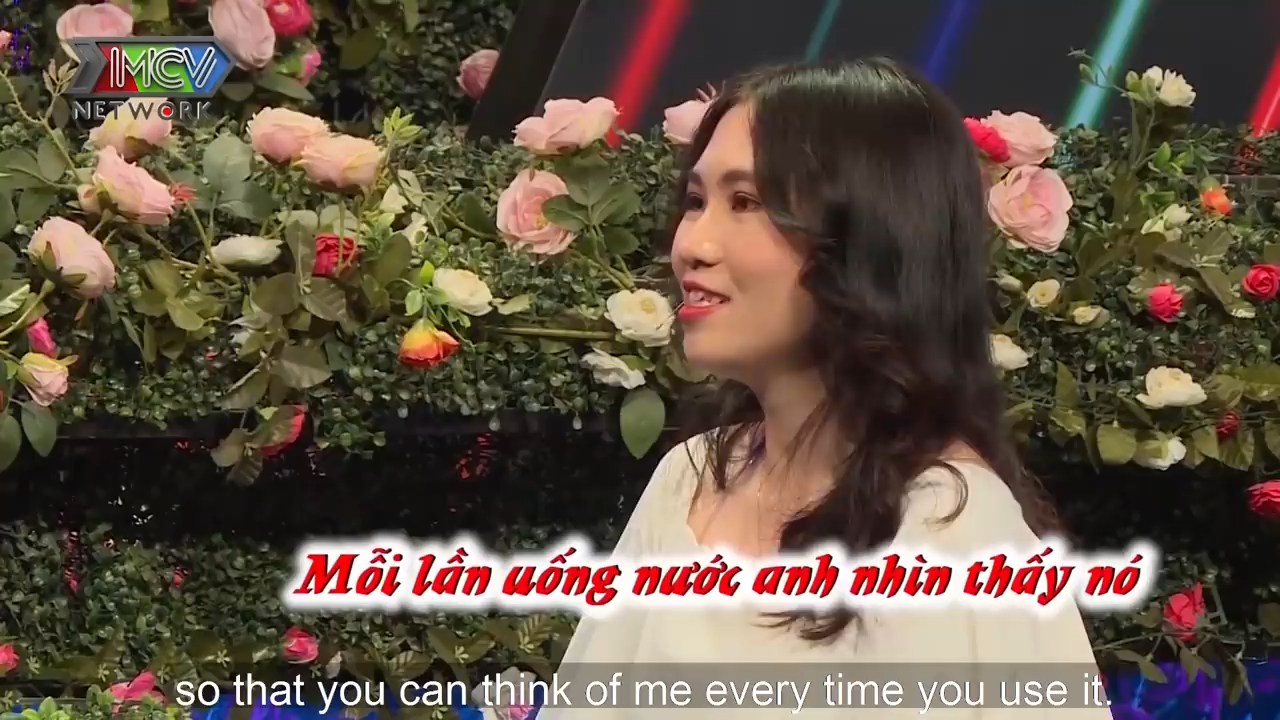 MCV
NETWORK
Mỗi lần uống nước anh nhìn thấy nó
so that you can think of me every time you use it.